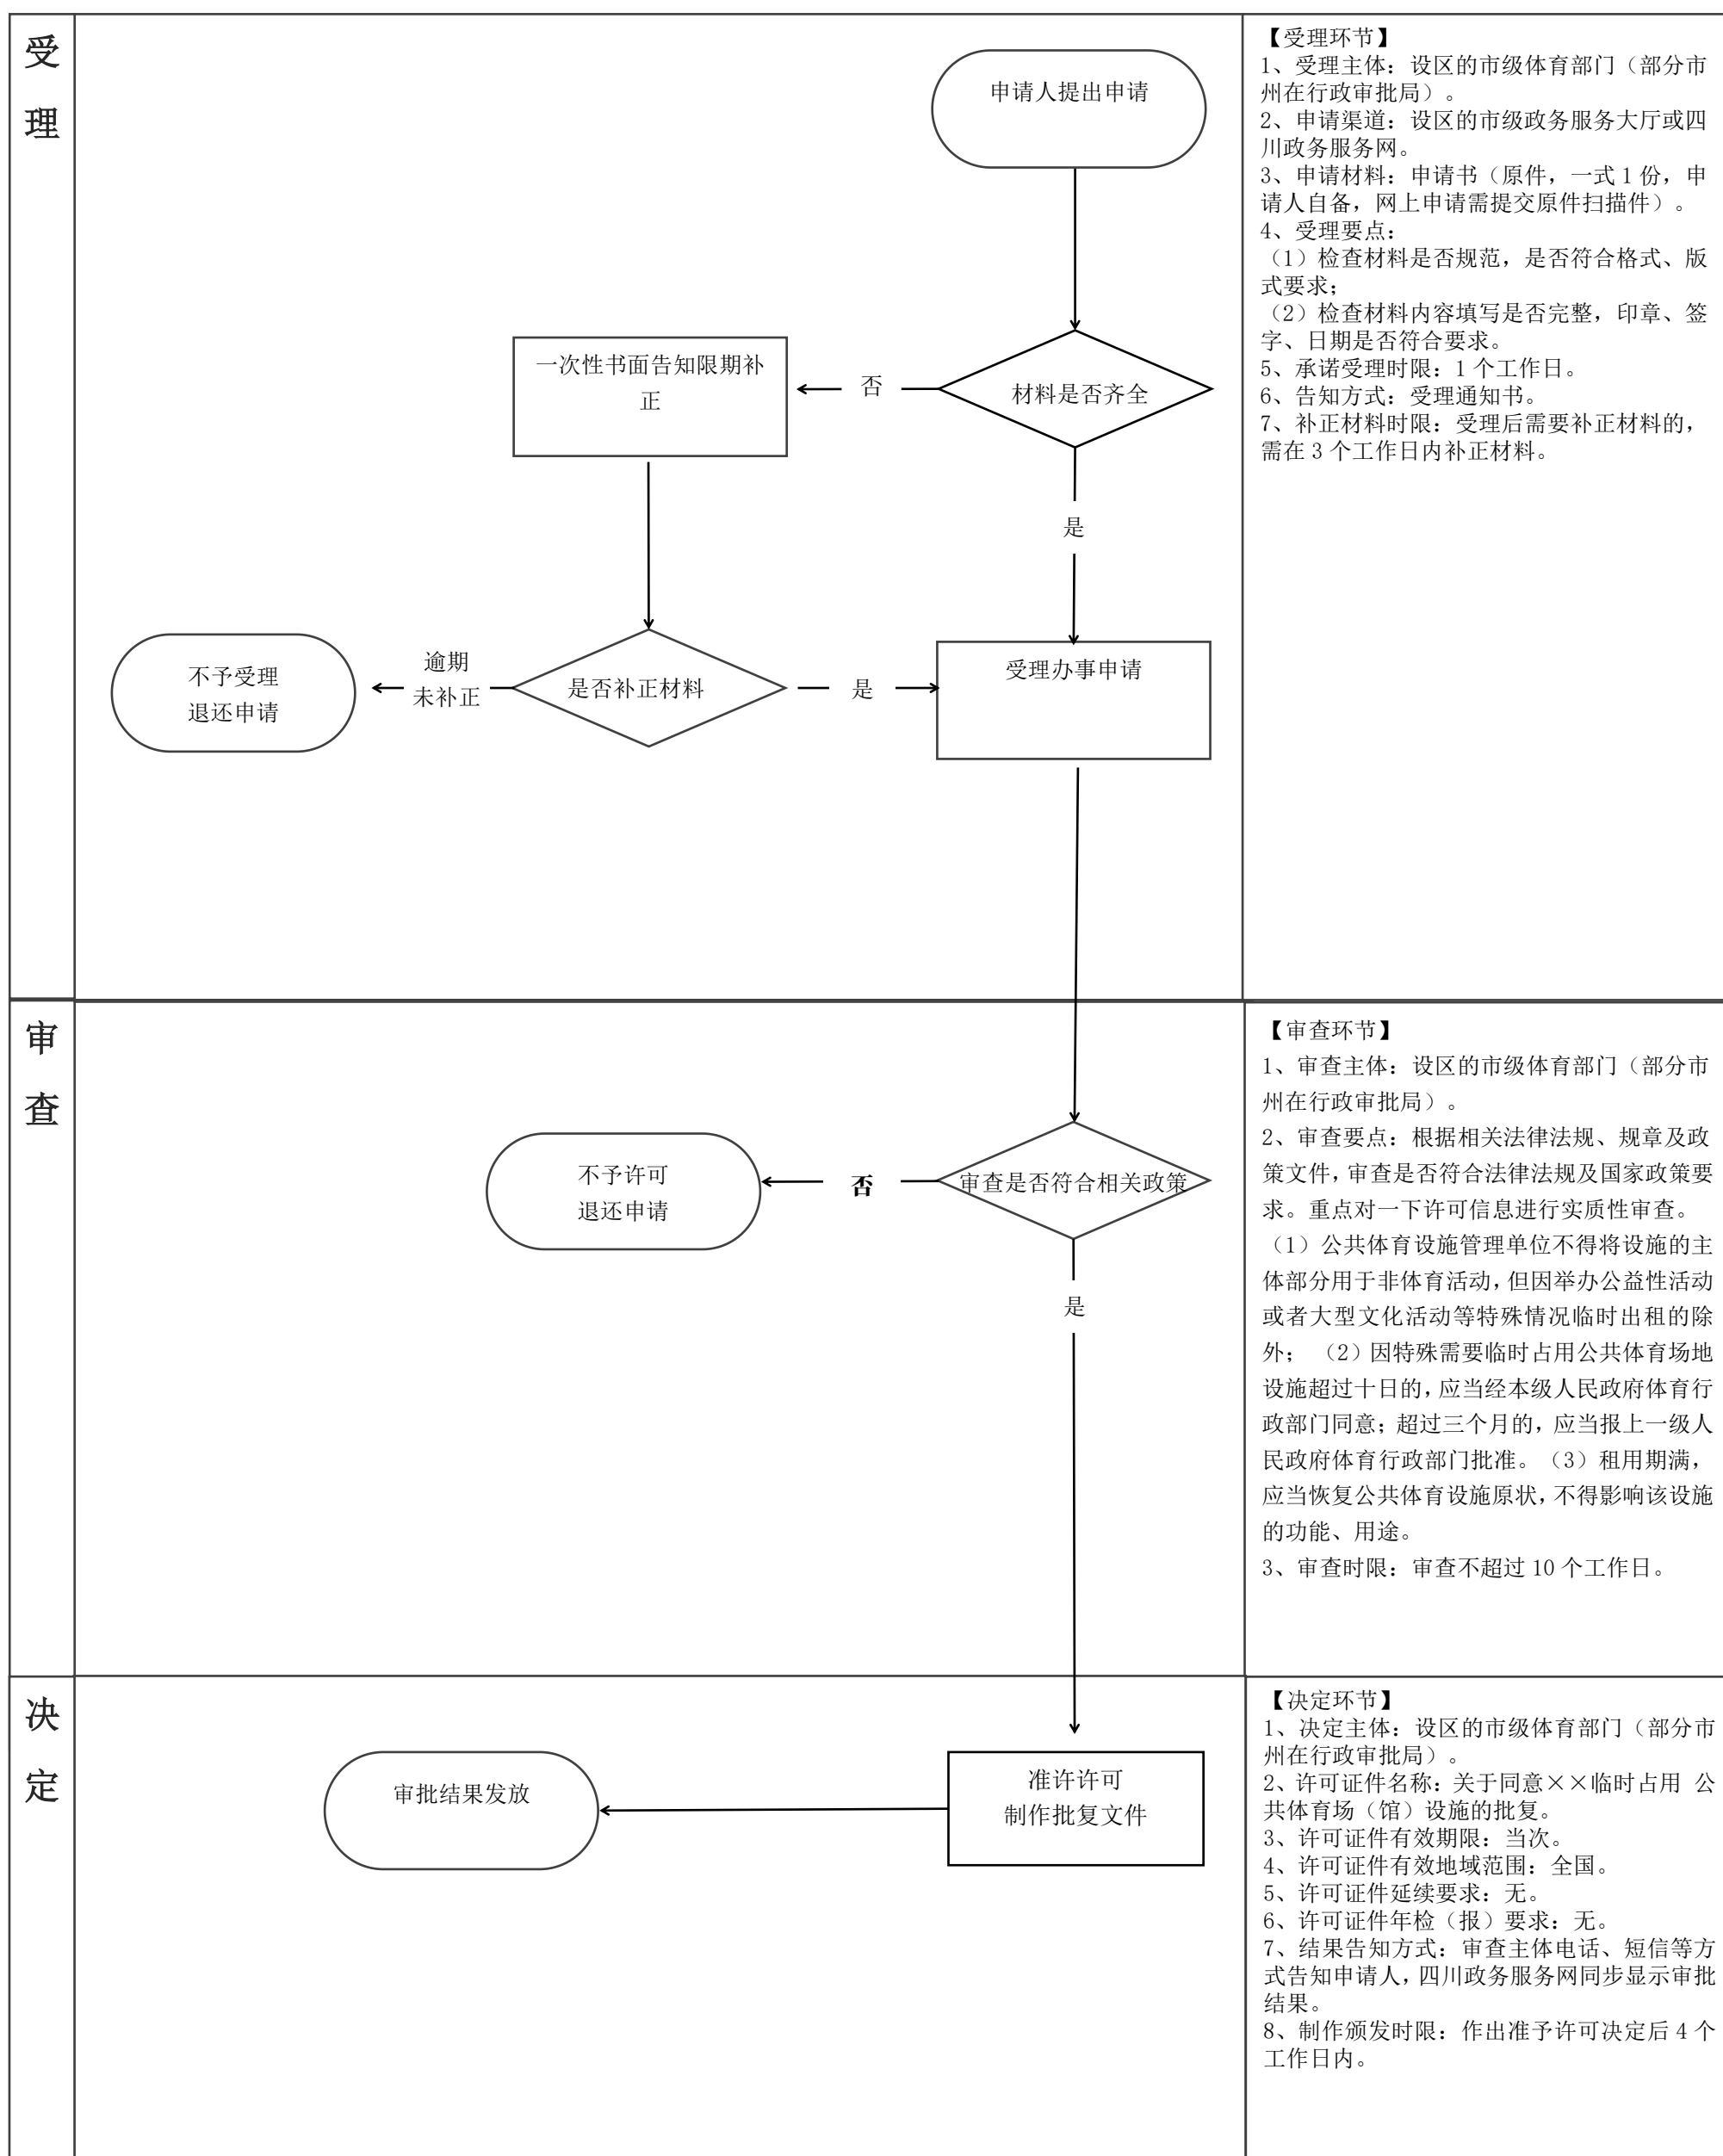 受
理
申请人提出申请
材料是否齐全
否
一次性书面告知限期补
正
是
是否补正材料
逾期
未补正
不予受理
退还申请
是
受理办事申请
【受理环节】
1、受理主体：设区的市级体育部门（部分市
州在行政审批局）。
2、申请渠道：设区的市级政务服务大厅或四
川政务服务网。
3、申请材料：申请书（原件，一式 1 份，申
请人自备，网上申请需提交原件扫描件）。
4、受理要点：
（1）检查材料是否规范，是否符合格式、版
式要求；
（2）检查材料内容填写是否完整，印章、签
字、日期是否符合要求。
5、承诺受理时限：1 个工作日。
6、告知方式：受理通知书。
7、补正材料时限：受理后需要补正材料的，
需在 3 个工作日内补正材料。
审
查
审查是否符合相关政策
否
不予许可
退还申请
是
【审查环节】
1、审查主体：设区的市级体育部门（部分市
州在行政审批局）。
2、审查要点：根据相关法律法规、规章及政
策文件，审查是否符合法律法规及国家政策要
求。重点对一下许可信息进行实质性审查。
（1）公共体育设施管理单位不得将设施的主
体部分用于非体育活动，但因举办公益性活动
或者大型文化活动等特殊情况临时出租的除
外； （2）因特殊需要临时占用公共体育场地
设施超过十日的，应当经本级人民政府体育行
政部门同意；超过三个月的，应当报上一级人
民政府体育行政部门批准。（3）租用期满，
应当恢复公共体育设施原状，不得影响该设施
的功能、用途。
3、审查时限：审查不超过 10 个工作日。
决
定
准许许可
制作批复文件
审批结果发放
【决定环节】
1、决定主体：设区的市级体育部门（部分市
州在行政审批局）。
2、许可证件名称：关于同意××临时占用 公
共体育场（馆）设施的批复。
3、许可证件有效期限：当次。
4、许可证件有效地域范围：全国。
5、许可证件延续要求：无。
6、许可证件年检（报）要求：无。
7、结果告知方式：审查主体电话、短信等方
式告知申请人，四川政务服务网同步显示审批
结果。
8、制作颁发时限：作出准予许可决定后 4 个
工作日内。